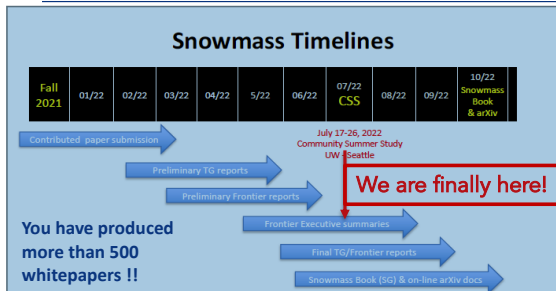 Snowmass Timelines
Fall
2021
01/22
02/22
03/22
04/22
5/22
06/22
07/22
CSS
08/22
09/22
10/22
Snowmass
Book
& arXiv
Contributed paper submission
July 17-26, 2022
Community Summer Study
UW - Seattle
Preliminary TG reports
We are finally here!
Preliminary Frontier reports
Frontier Executive summaries
You have produced
more than 500
whitepapers !!
Final TG/Frontier reports
Snowmass Book (SG) & on-line arXiv docs